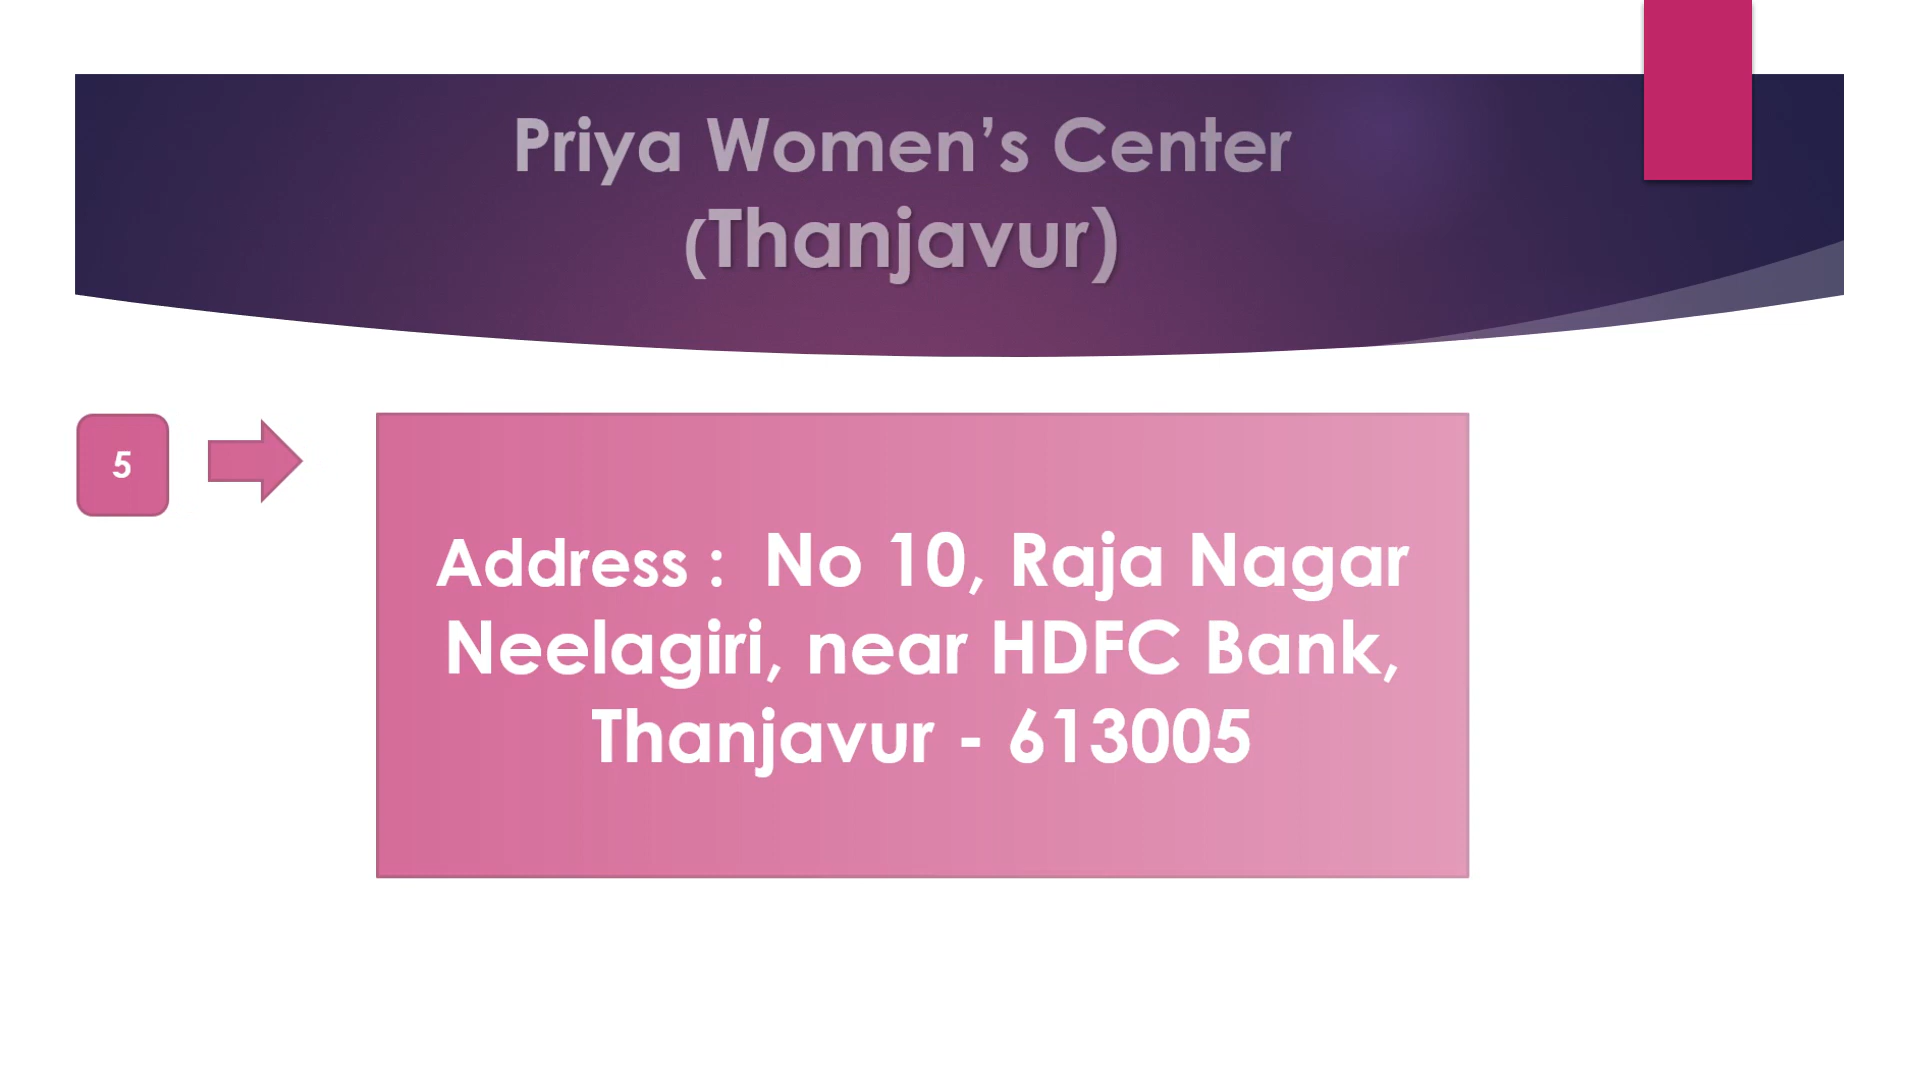 Priya Women’s Center
(Thanjavur)
5
Address :  No 10, Raja Nagar
Neelagiri, near HDFC Bank,
Thanjavur - 613005